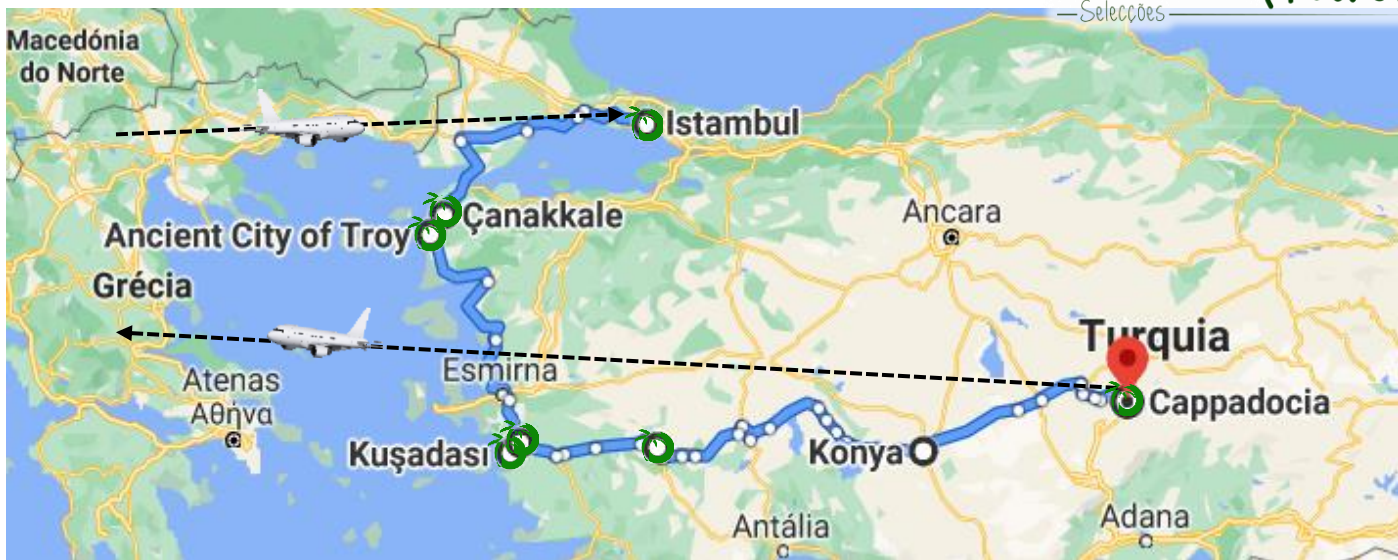 Selecções
Macedónia
do Norte
Istambul
Çanakkale
Ancient City of Troy
Ancara
Grécia
Turquia
Esmirna
Atenas
Αθήνα
Cappadocia
Kuşadası
Konya
Antália
Adana